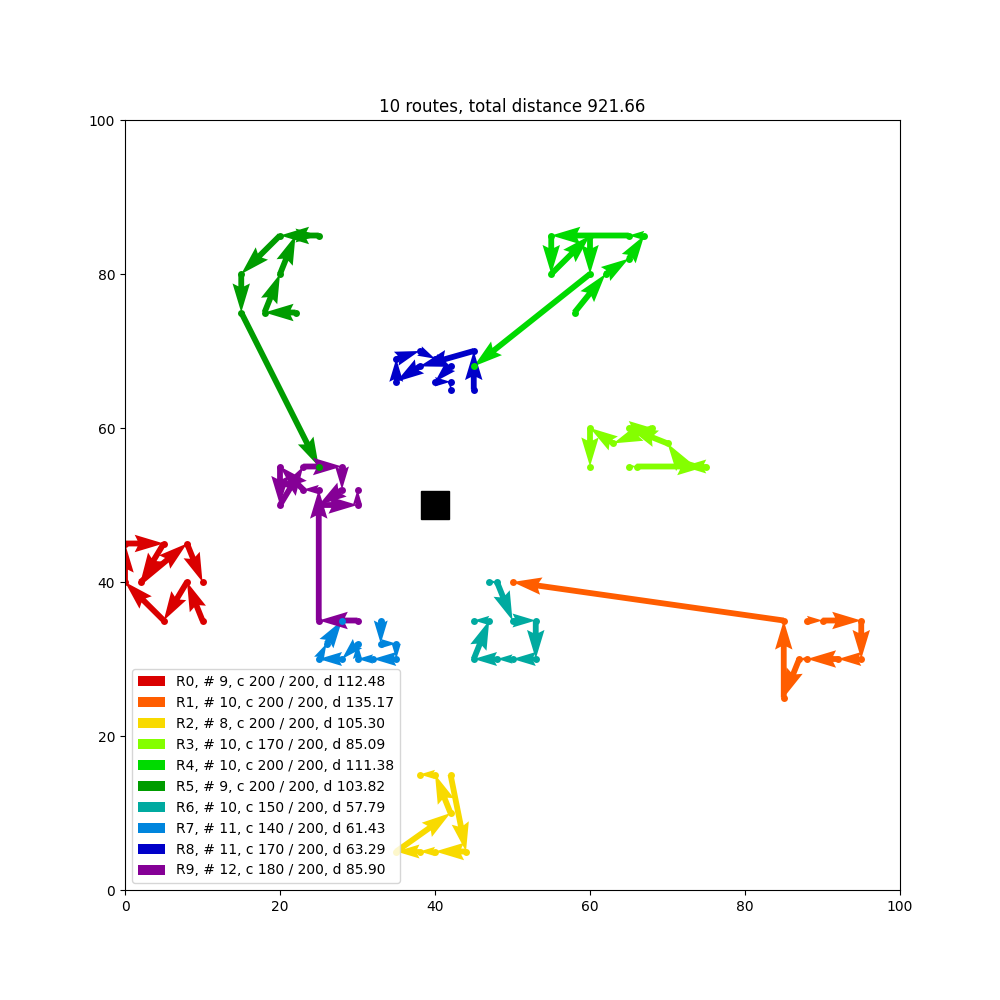 10 routes, total distance 921.66
100
80
60
40
20
0
R0, # 9, c 200 / 200, d 112.48
R1, # 10, c 200 / 200, d 135.17
R2, # 8, c 200 / 200, d 105.30
R3, # 10, c 170 / 200, d 85.09
R4, # 10, c 200 / 200, d 111.38
R5, # 9, c 200 / 200, d 103.82
R6, # 10, c 150 / 200, d 57.79
R7, # 11, c 140 / 200, d 61.43
R8, # 11, c 170 / 200, d 63.29
R9, # 12, c 180 / 200, d 85.90
0 20 40 60 80 100